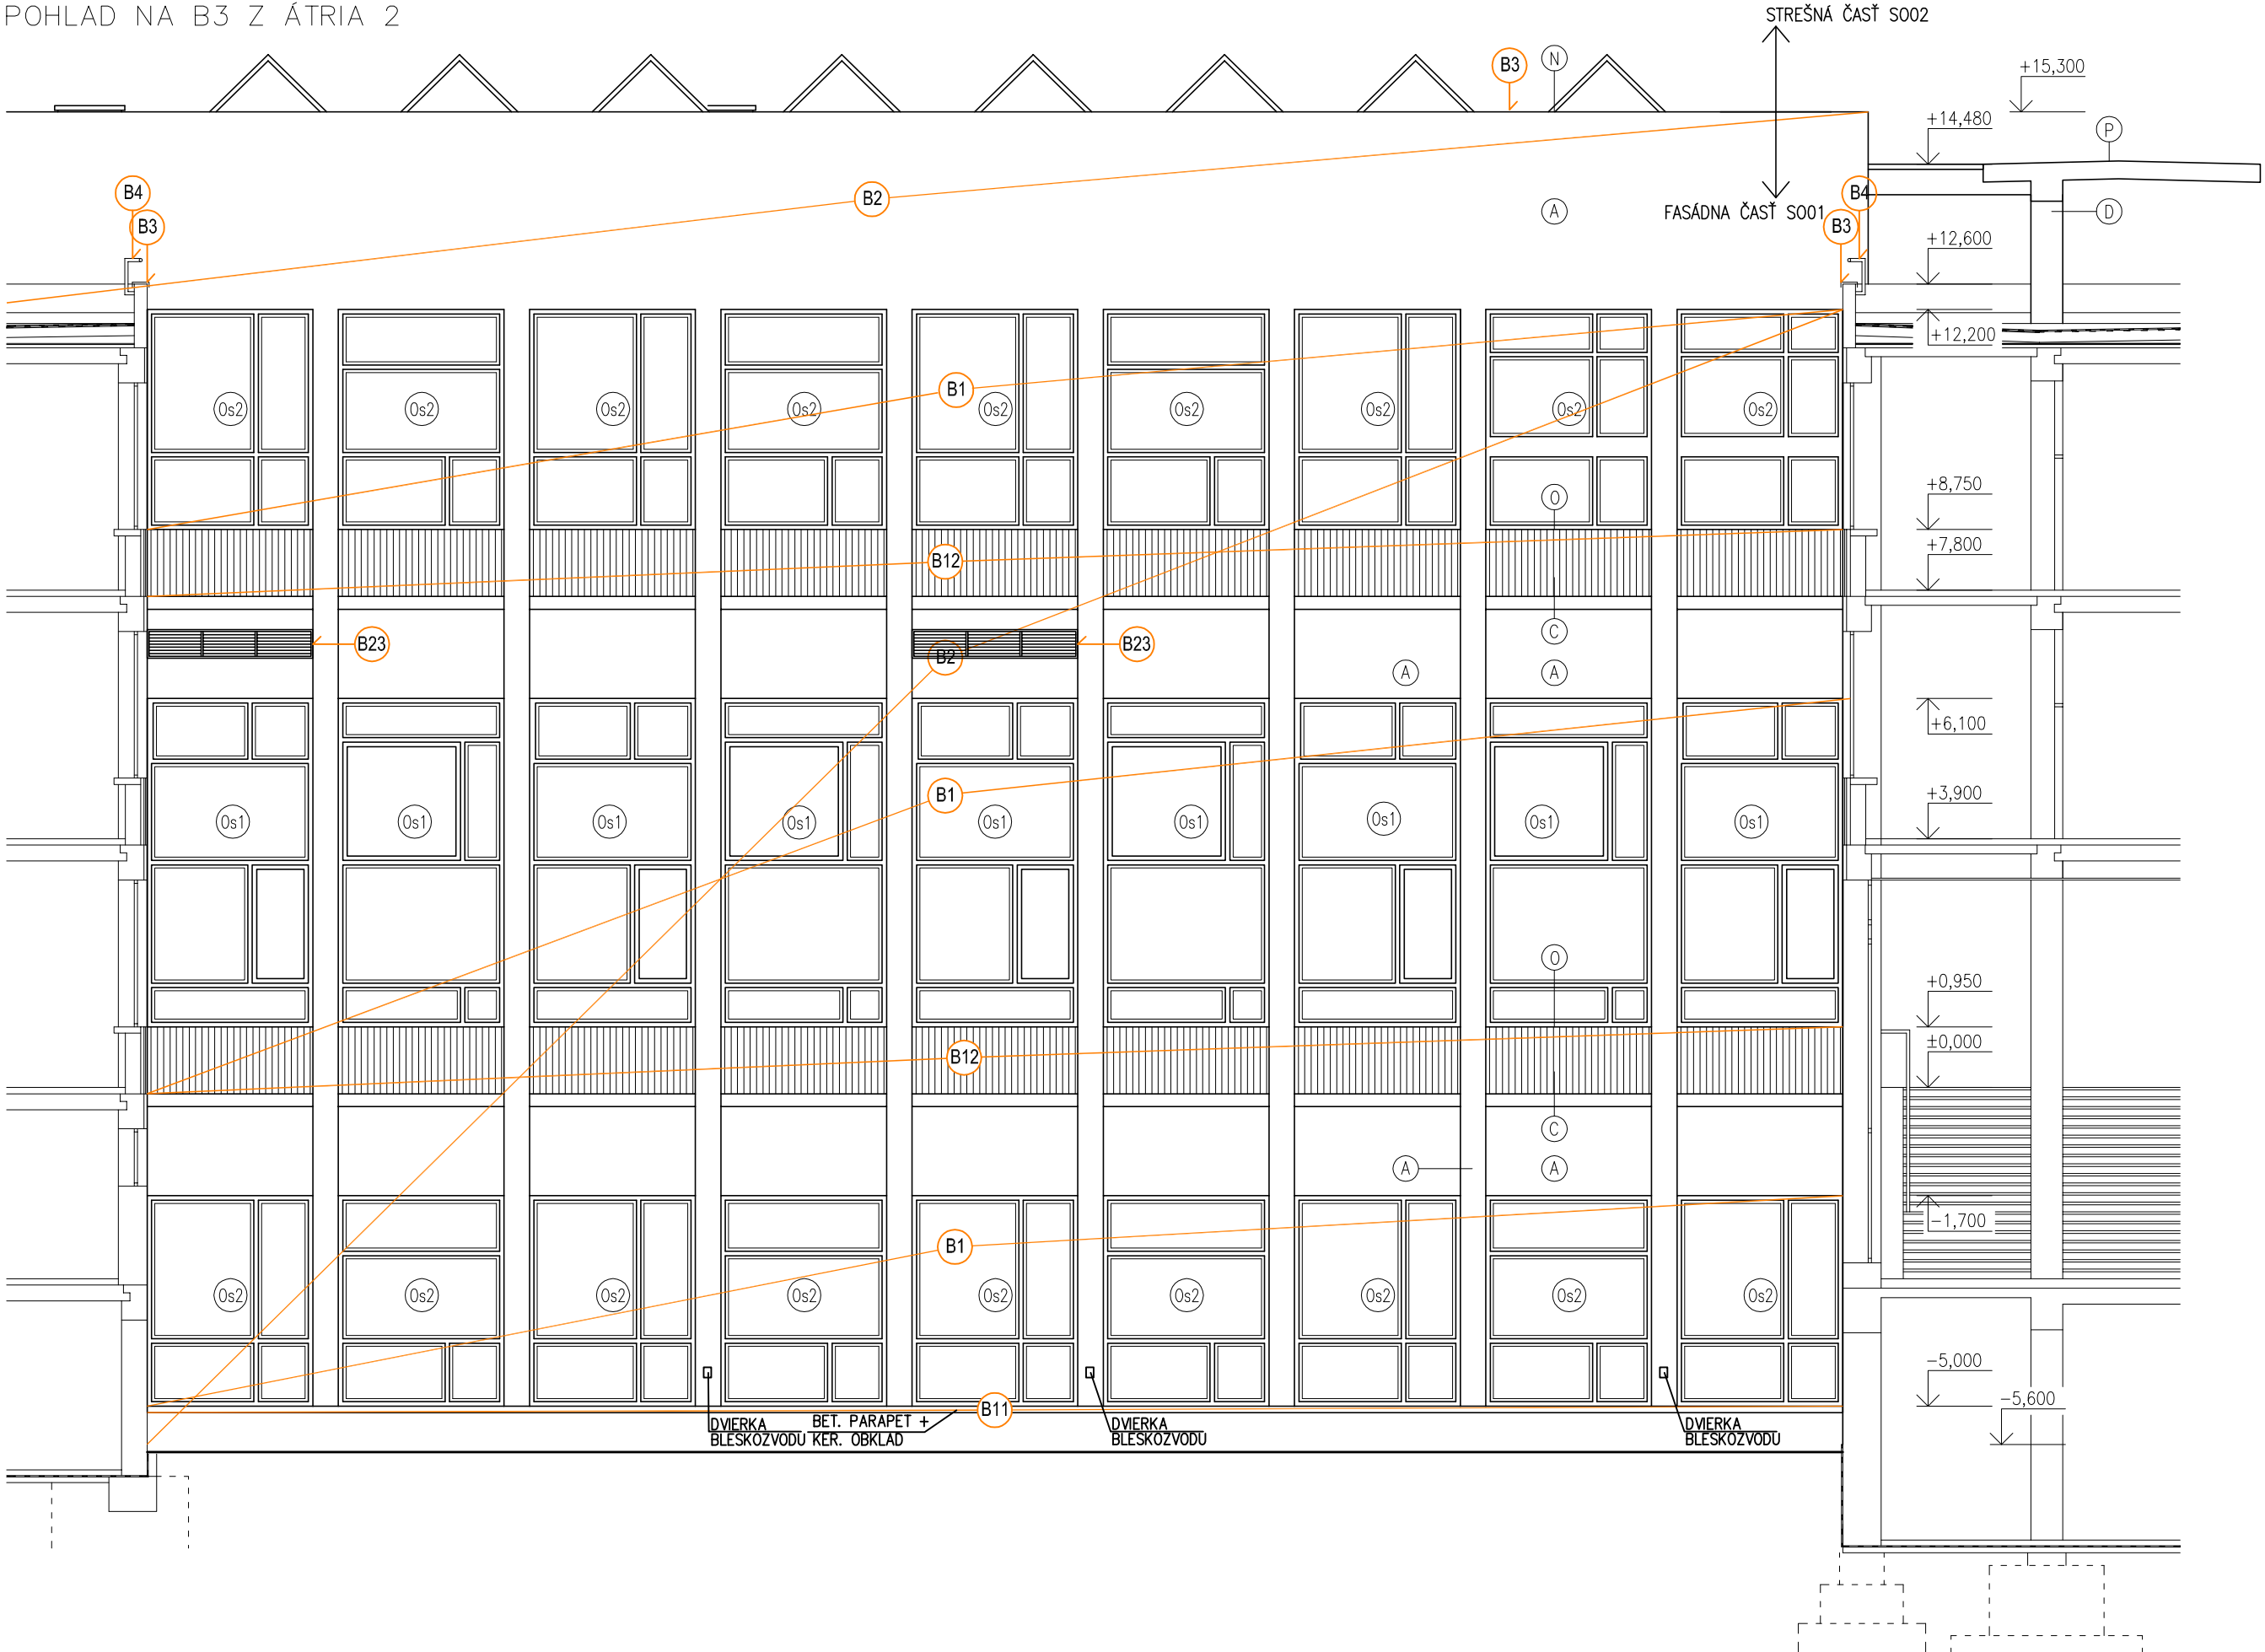 POHLAD NA B3 Z ÁTRIA 2
STREŠNÁ ČASŤ SO02
B3
N
+15,300
+14,480
P
B4
B2
B4
B3
A
FASÁDNA ČASŤ SO01
B3
D
+12,600
+12,200
Os2
Os2
Os2
Os2
B1
Os2
Os2
Os2
Os2
Os2
+8,750
O
+7,800
B12
B23
B2
B23
C
A
A
+6,100
B1
+3,900
Os1
Os1
Os1
Os1
Os1
Os1
Os1
Os1
Os1
O
+0,950
±0,000
B12
C
A
A
-1,700
B1
Os2
Os2
Os2
Os2
Os2
Os2
Os2
Os2
Os2
-5,000
-5,600
B11
DVIERKA
BLESKOZVODU
BET. PARAPET +
KER. OBKLAD
DVIERKA
BLESKOZVODU
DVIERKA
BLESKOZVODU